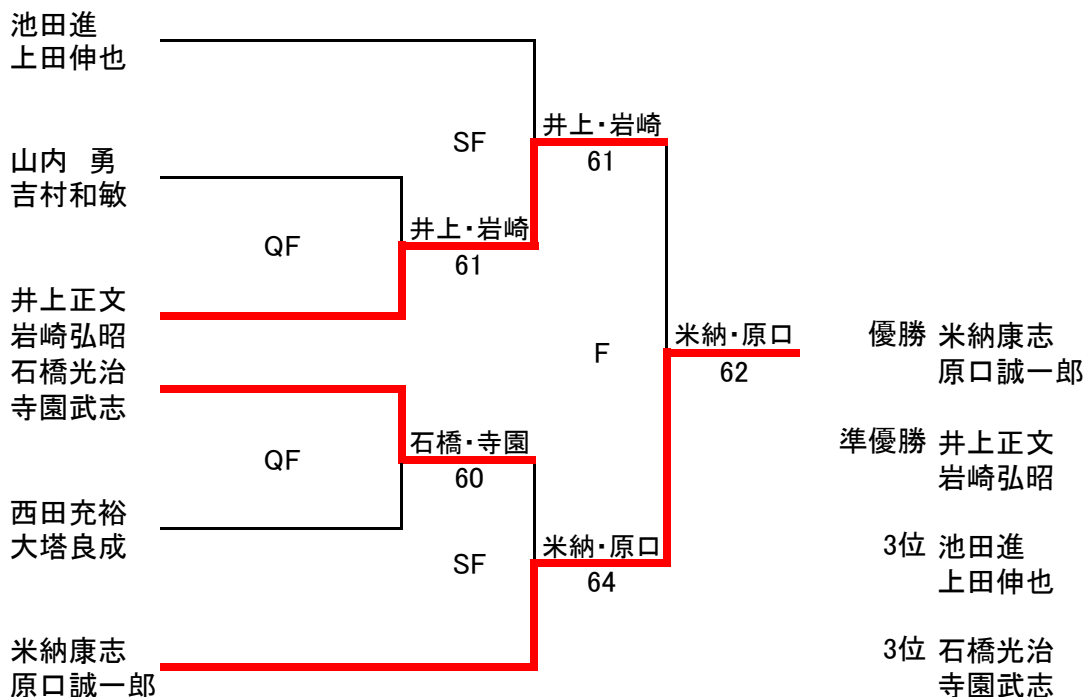 池田進
上田伸也
山内 勇
吉村和敏
井上正文
岩崎弘昭
石橋光治
寺園武志
西田充裕
大塔良成
米納康志
原口誠一郎
QF
井上・岩崎
61
QF
石橋・寺園
60
SF
井上・岩崎
61
SF
米納・原口
64
F
米納・原口
62
優勝 米納康志
原口誠一郎
準優勝 井上正文
岩崎弘昭
3位 池田進
上田伸也
3位 石橋光治
寺園武志